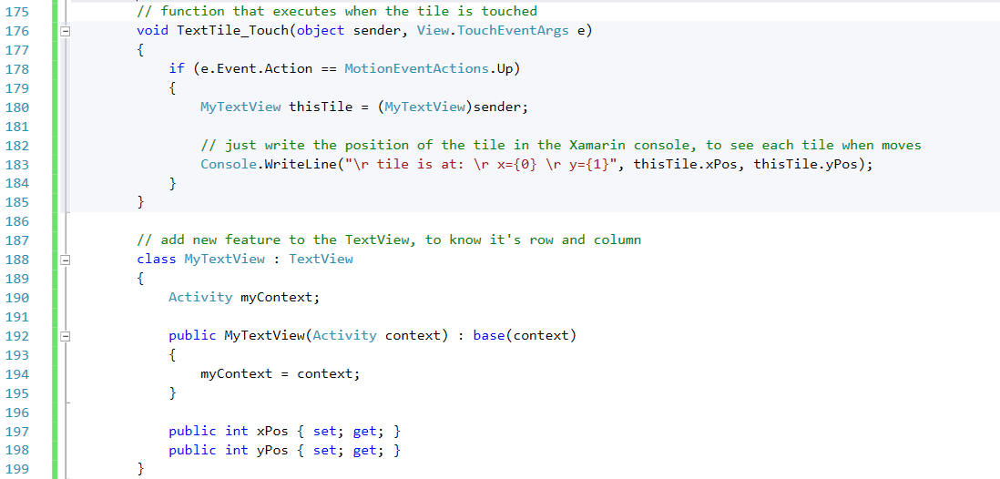 175 // function that executes when the tile is touched
176 void TextTile_Touch(object sender, View.TouchEventArgs e)
177 {
178 if (e.Event.Action == MotionEventActions.Up)
179 {
180 MyTextView thisTile = (MyTextView)sender;
181
182 // just write the position of the tile in the Xamarin console, to see each tile when moves
183 Console.WriteLine("\r tile is at: \r x={0} \r y={1}", thisTile.xPos, thisTile.yPos);
184 }
185 }
186
187 // add new feature to the TextView, to know it's row and column
188 class MyTextView : TextView
189 {
190 Activity myContext;
191
192 public MyTextView(Activity context) : base(context)
193 {
194 myContext = context;
195 }
196
197 public int xPos { set; get; }
198 public int yPos { set; get; }
199 }